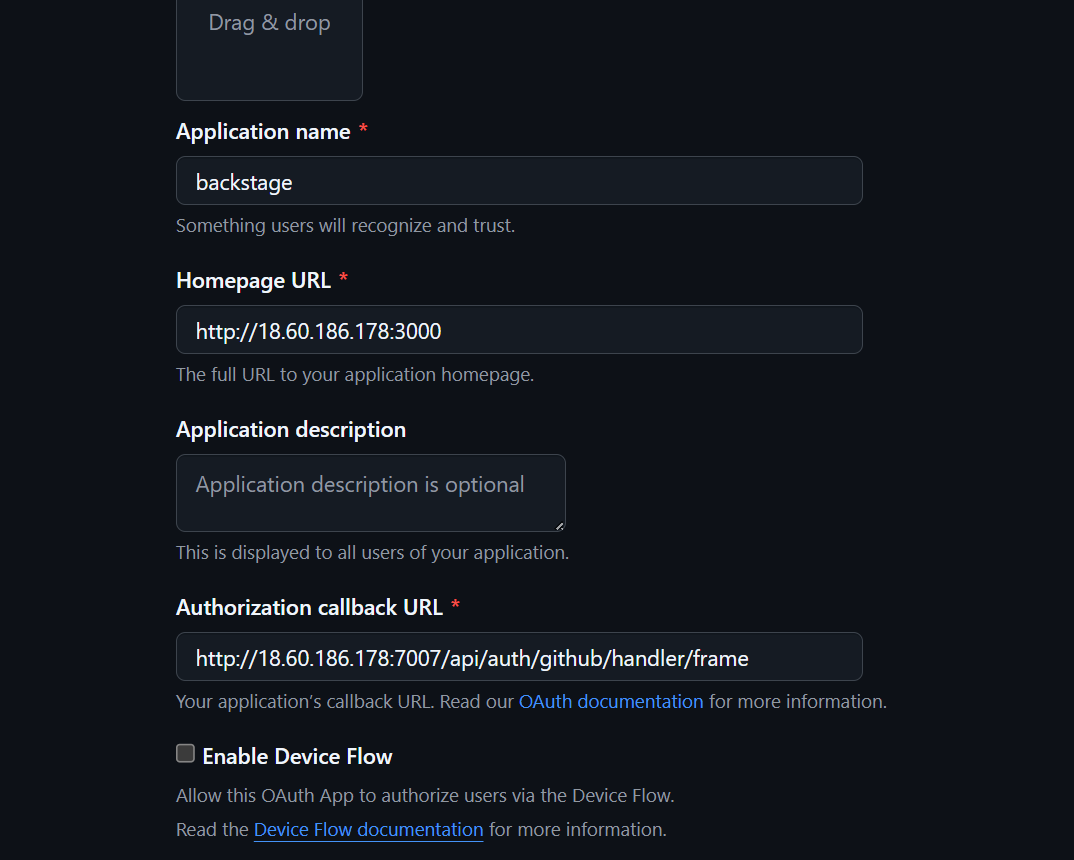 Drag & drop
Application name *
backstage
Something users will recognize and trust.
Homepage URL *
http://18.60.186.178:3000
The full URL to your application homepage.
Application description
Application description is optional
This is displayed to all users of your application.
Authorization callback URL *
http://18.60.186.178:7007/api/auth/github/handler/frame
Your application’s callback URL. Read our OAuth documentation for more information.
Enable Device Flow
Allow this OAuth App to authorize users via the Device Flow.
Read the Device Flow documentation for more information.